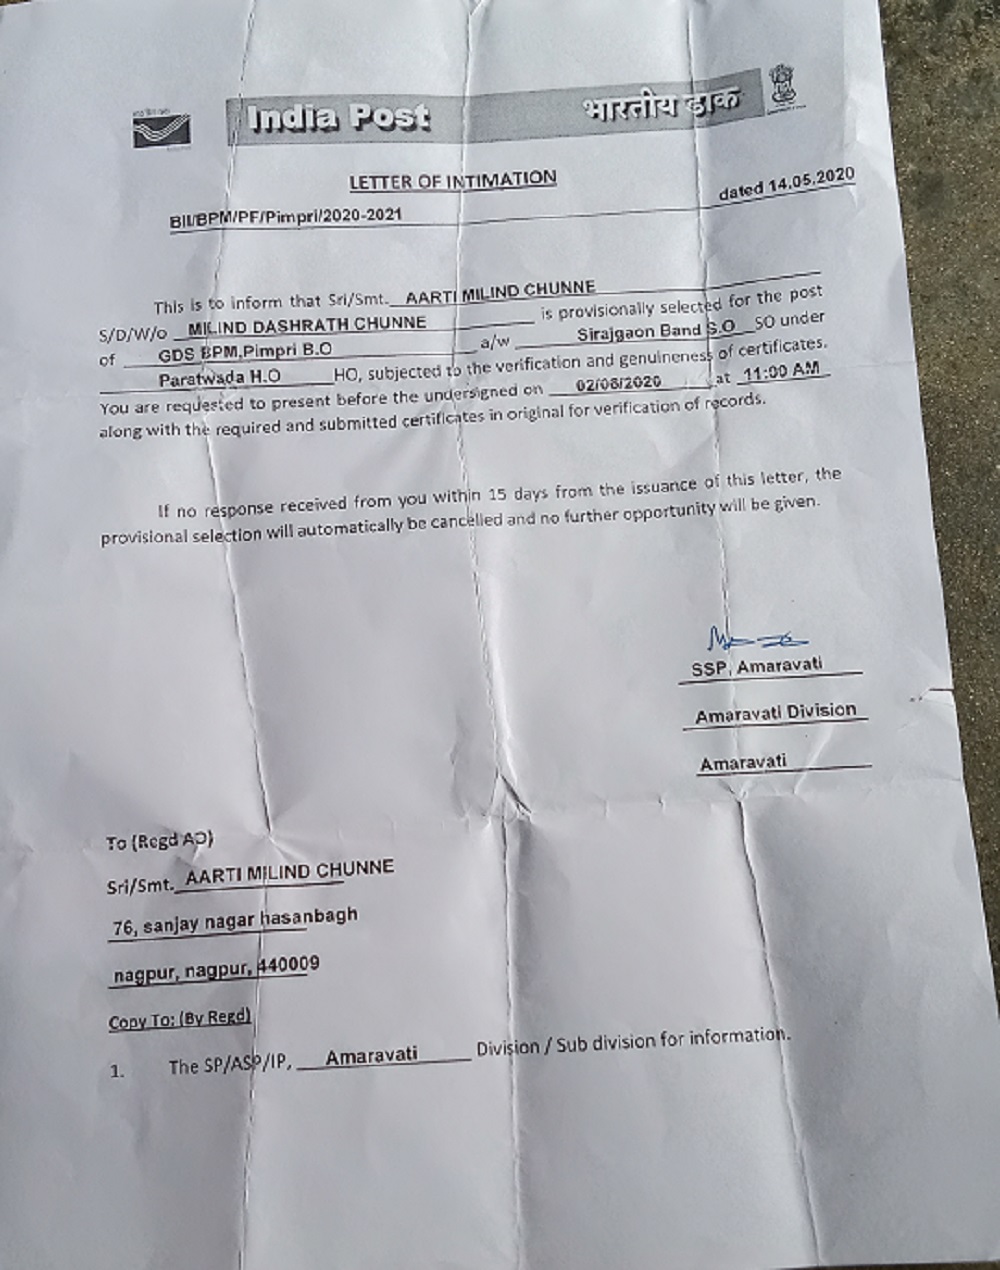 India Post भारतीय डाक
LETTER OF INTIMATION
dated 14.05.2020
BIL/BPM/PF/Pimpri/2020-2021
This is to inform that Sri/Smt. AARTI MILIND CHUNNE
S/D/W/o MILIND DASHRATH CHUNNE is provisionally selected for the post
of GDS BPM,Pimpri B.O a/w Sirajgaon Band S.O SO under
Paratwada H.O HO, subjected to the verification and genuineness of certificates.
You are requested to present before the undersigned on 02/06/2020 at 11:00 AM
along with the required and submitted certificates in original for verification of records.
If no response received from you within 15 days from the issuance of this letter, the
provisional selection will automatically be cancelled and no further opportunity will be given.
SSP, Amaravati
Amaravati Division
Amaravati
To (Regd AD)
Sri/Smt. AARTI MILIND CHUNNE
76, sanjay nagar hasanbagh
nagpur, nagpur, 440009
Copy To: (By Regd)
1. The SP/ASP/IP, Amaravati Division / Sub division for information.